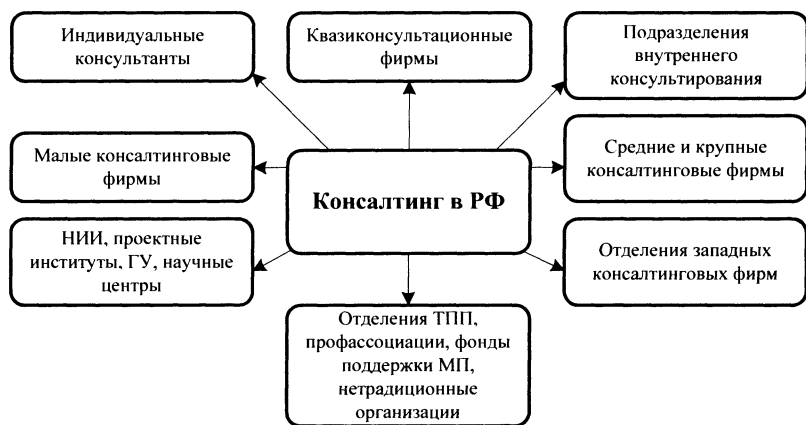 Индивидуальные
консультанты
Квазиконсультационные
фирмы
Подразделения
внутреннего
консультирования
Малые консалтинговые
фирмы
Консалтинг в РФ
Средние и крупные
консалтинговые фирмы
НИИ, проектные
институты, ГУ, научные
центры
Отделения западных
консалтинговых фирм
Отделения ТПП,
профассоциации, фонды
поддержки МП,
нетрадиционные
организации